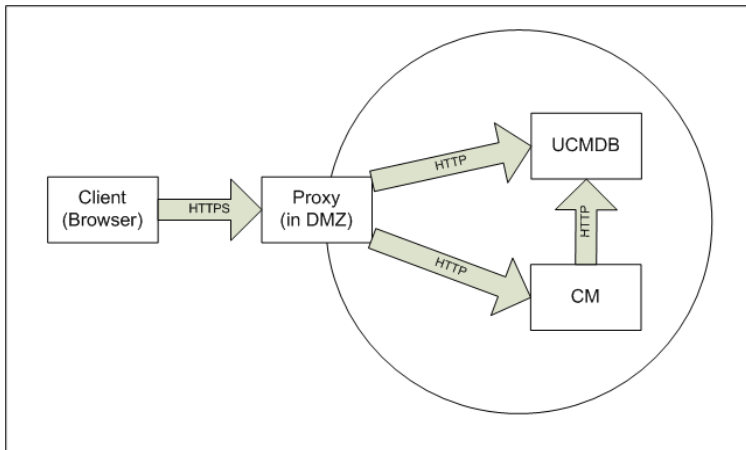 Client
(Browser)
HTTPS
Proxy
(in DMZ)
HTTP
UCMDB
HTTP
HTTP
CM